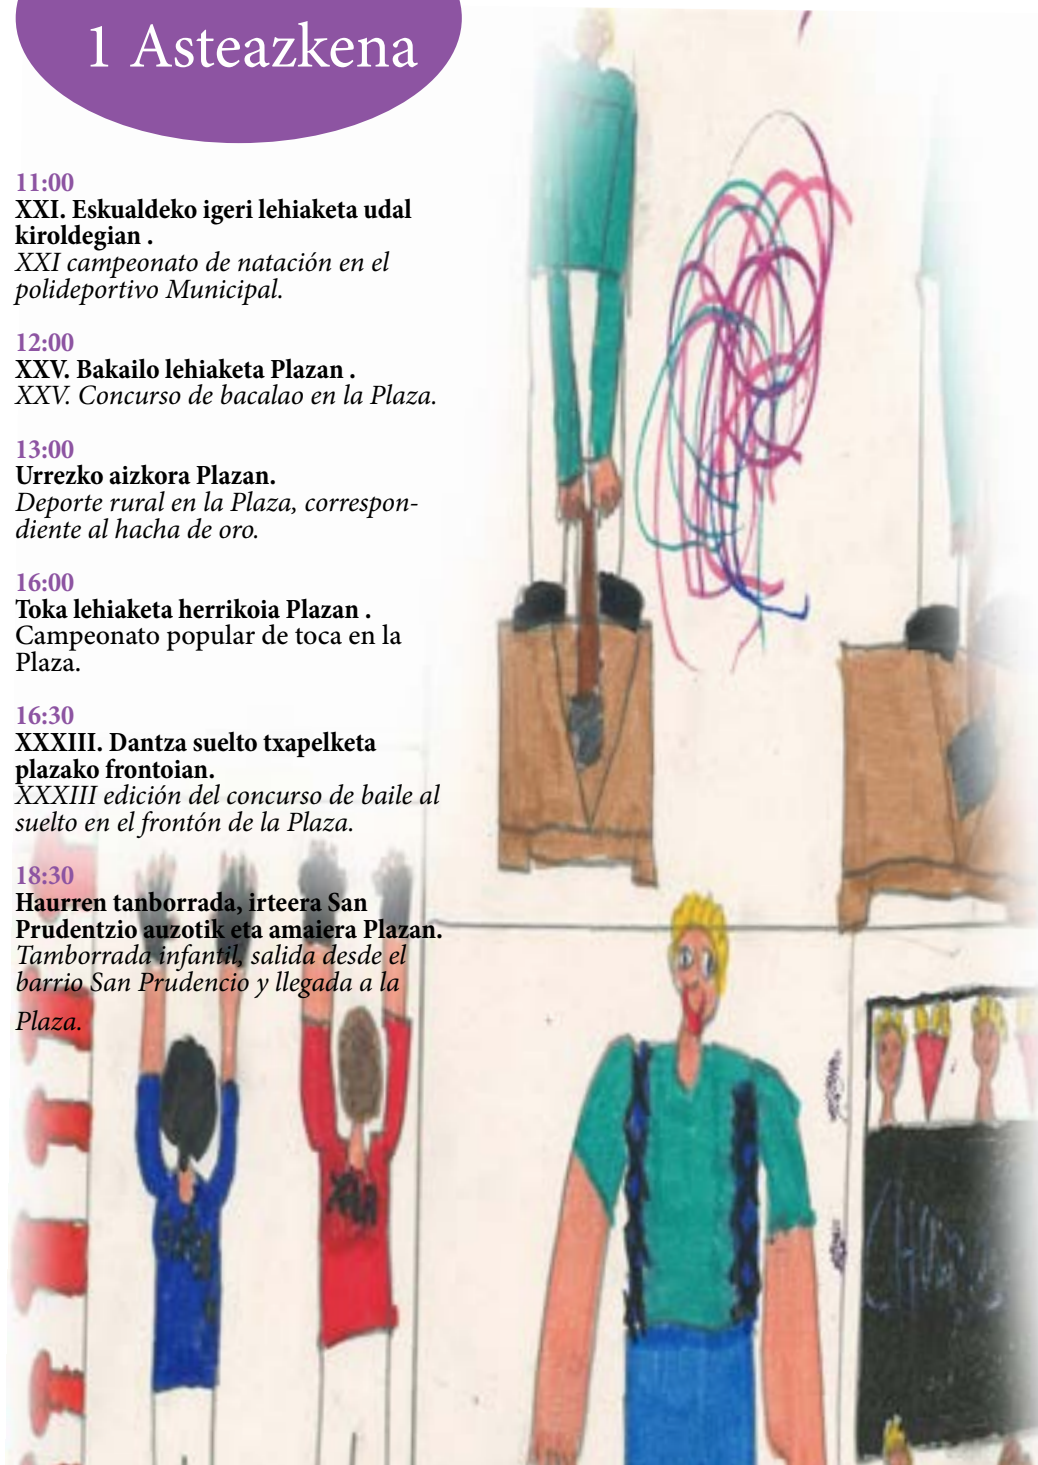 1 Asteazkena
11:00
XXI. Eskualdeko igeri lehiaketa udal
kiroldegian .
XXI campeonato de natación en el
polideportivo Municipal.
12:00
XXV. Bakailo lehiaketa Plazan .
XXV. Concurso de bacalao en la Plaza.
13:00
Urrezko aizkora Plazan.
Deporte rural en la Plaza, correspon-
diente al hacha de oro.
16:00
Toka lehiaketa herrikoia Plazan .
Campeonato popular de toca en la
Plaza.
16:30
XXXIII. Dantza suelto txapelketa
plazako frontoian.
XXXIII edición del concurso de baile al
suelto en el frontón de la Plaza.
18:30
Haurren tanborrada, irteera San
Prudentzio auzotik eta amaiera Plazan.
Tamborrada infantil, salida desde el
barrio San Prudencio y llegada a la
Plaza.